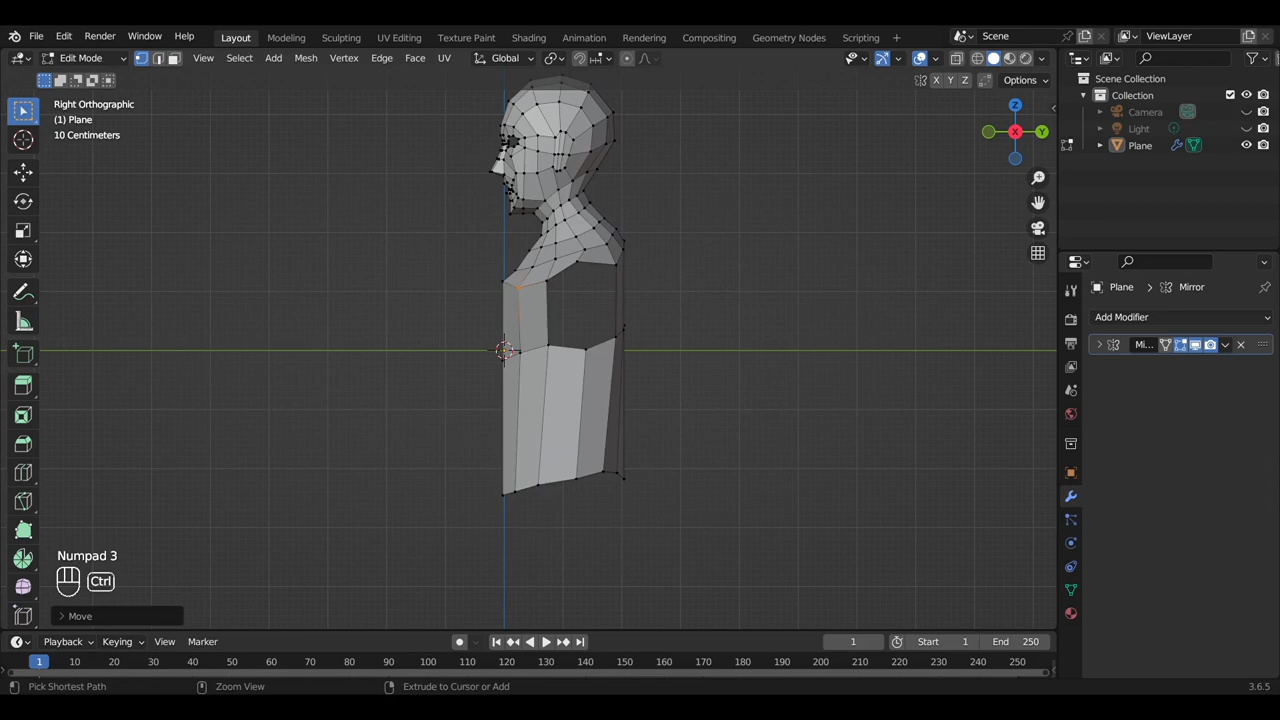 File Edit Render Window Help Layout Modeling Sculpting UV Editing Texture Paint Shading Animation Rendering Compositing Geometry Nodes Scripting + Scene ViewLayer
Edit Mode View Select Add Mesh Vertex Edge Face UV Global
X Y Z Options
Right Orthographic
(1) Plane
10 Centimeters
Z
X Y
Numpad 3
Ctrl
> Move
Scene Collection
Collection
Camera
Light
Plane
Plane > Mirror
Add Modifier
Mi...
Playback Keying View Marker 1 Start 1 End 250
1 10 20 30 40 50 60 70 80 90 100 110 120 130 140 150 160 170 180 190 200 210 220 230 240 250
Pick Shortest Path Zoom View Extrude to Cursor or Add 3.6.5